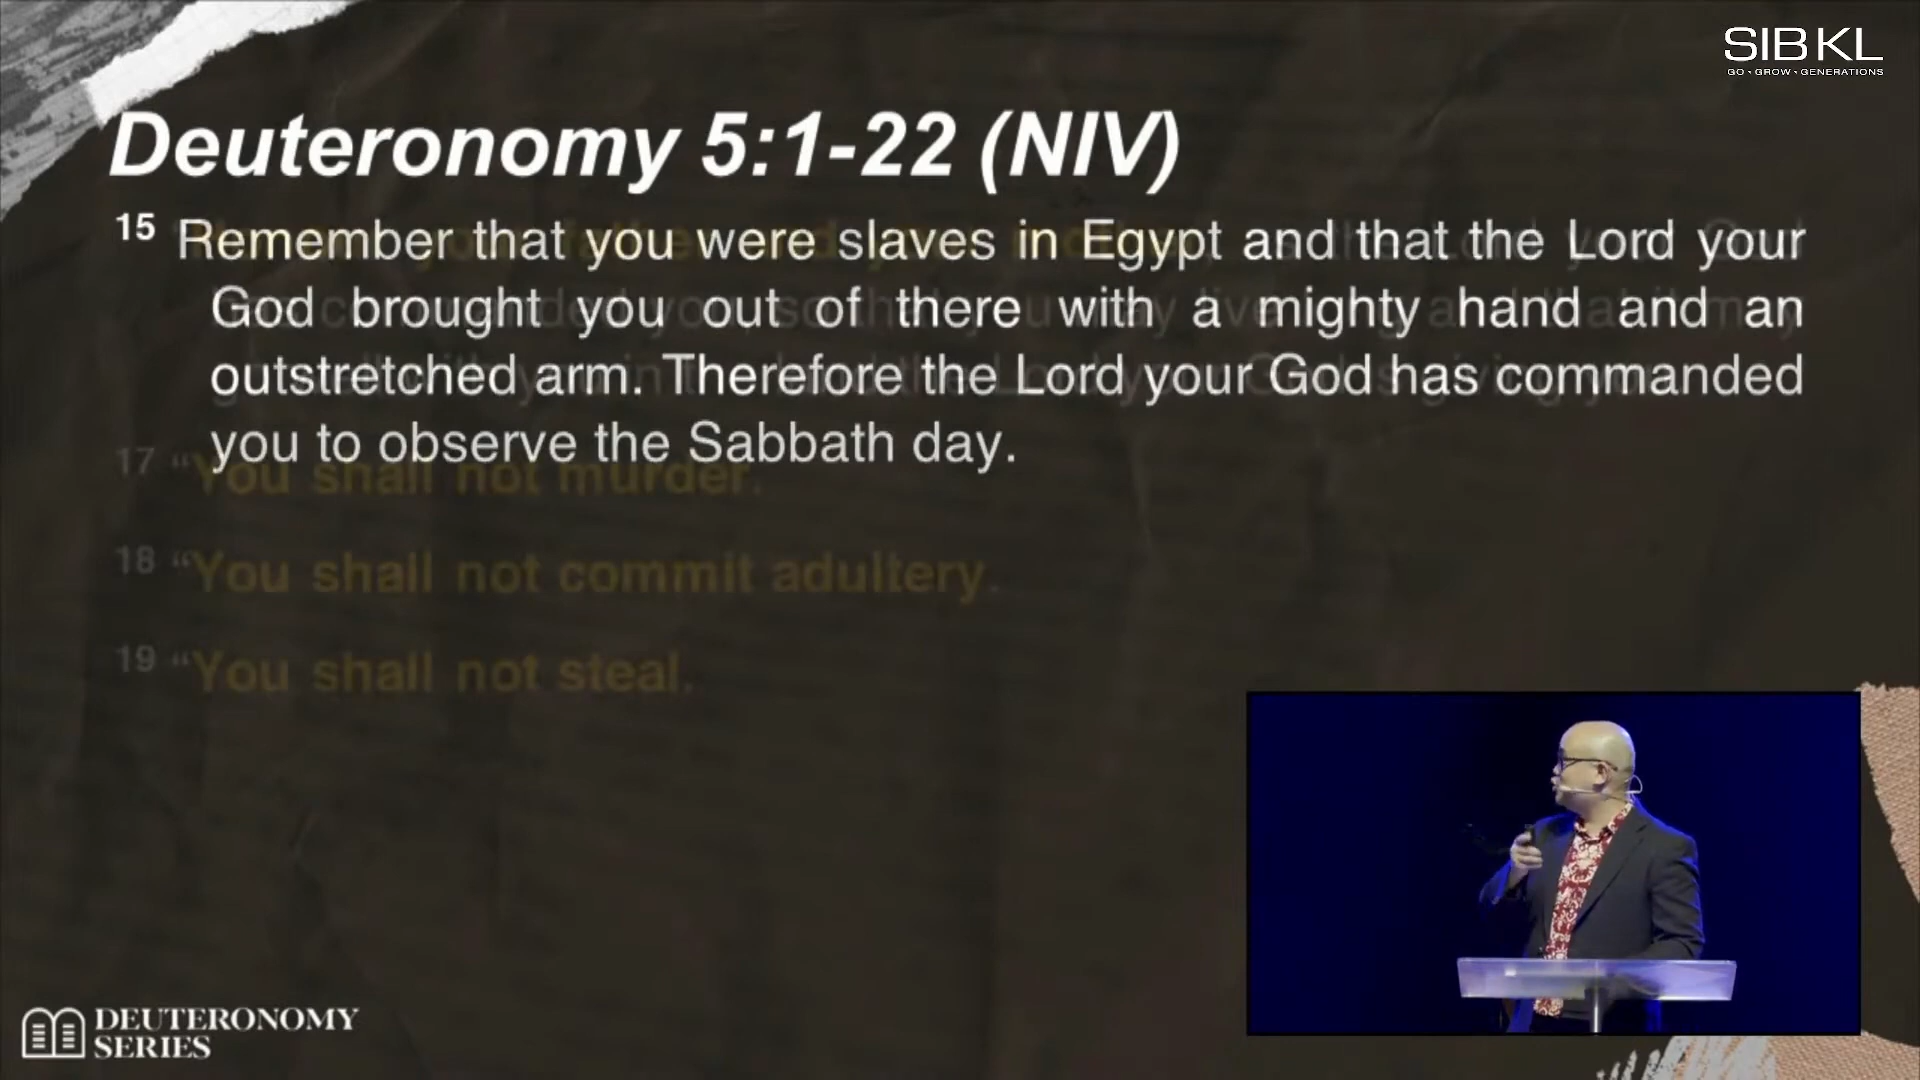 SIBKL
GO • GROW • GENERATIONS
Deuteronomy 5:1-22 (NIV)
15 Remember that you were slaves in Egypt and that the Lord your
God brought you out of there with a mighty hand and an
outstretched arm. Therefore the Lord your God has commanded
you to observe the Sabbath day.
17 “You shall not murder.
18 “You shall not commit adultery.
19 “You shall not steal.
DEUTERONOMY
SERIES